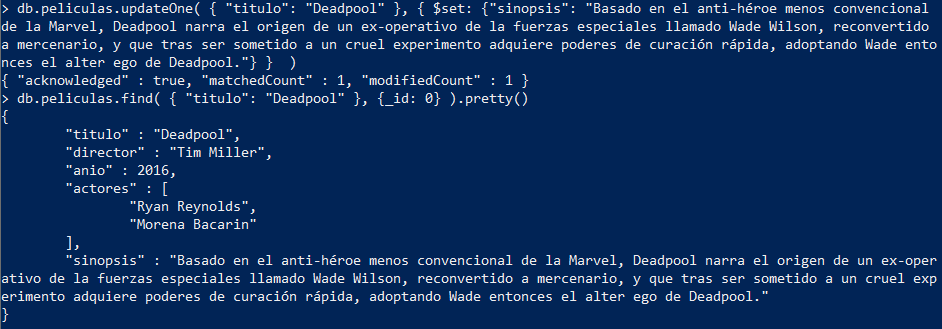 > db.peliculas.updateOne( { "titulo": "Deadpool" }, { $set: {"sinopsis": "Basado en el anti-héroe menos convencional
de la Marvel, Deadpool narra el origen de un ex-operativo de la fuerzas especiales llamado Wade Wilson, reconvertido
a mercenario, y que tras ser sometido a un cruel experimento adquiere poderes de curación rápida, adoptando Wade ento
nces el alter ego de Deadpool."} }  )
{ "acknowledged" : true, "matchedCount" : 1, "modifiedCount" : 1 }
> db.peliculas.find( { "titulo": "Deadpool" }, {_id: 0} ).pretty()
{
        "titulo" : "Deadpool",
        "director" : "Tim Miller",
        "anio" : 2016,
        "actores" : [
                "Ryan Reynolds",
                "Morena Bacarin"
        ],
        "sinopsis" : "Basado en el anti-héroe menos convencional de la Marvel, Deadpool narra el origen de un ex-oper
ativo de la fuerzas especiales llamado Wade Wilson, reconvertido a mercenario, y que tras ser sometido a un cruel exp
erimento adquiere poderes de curación rápida, adoptando Wade entonces el alter ego de Deadpool."
}